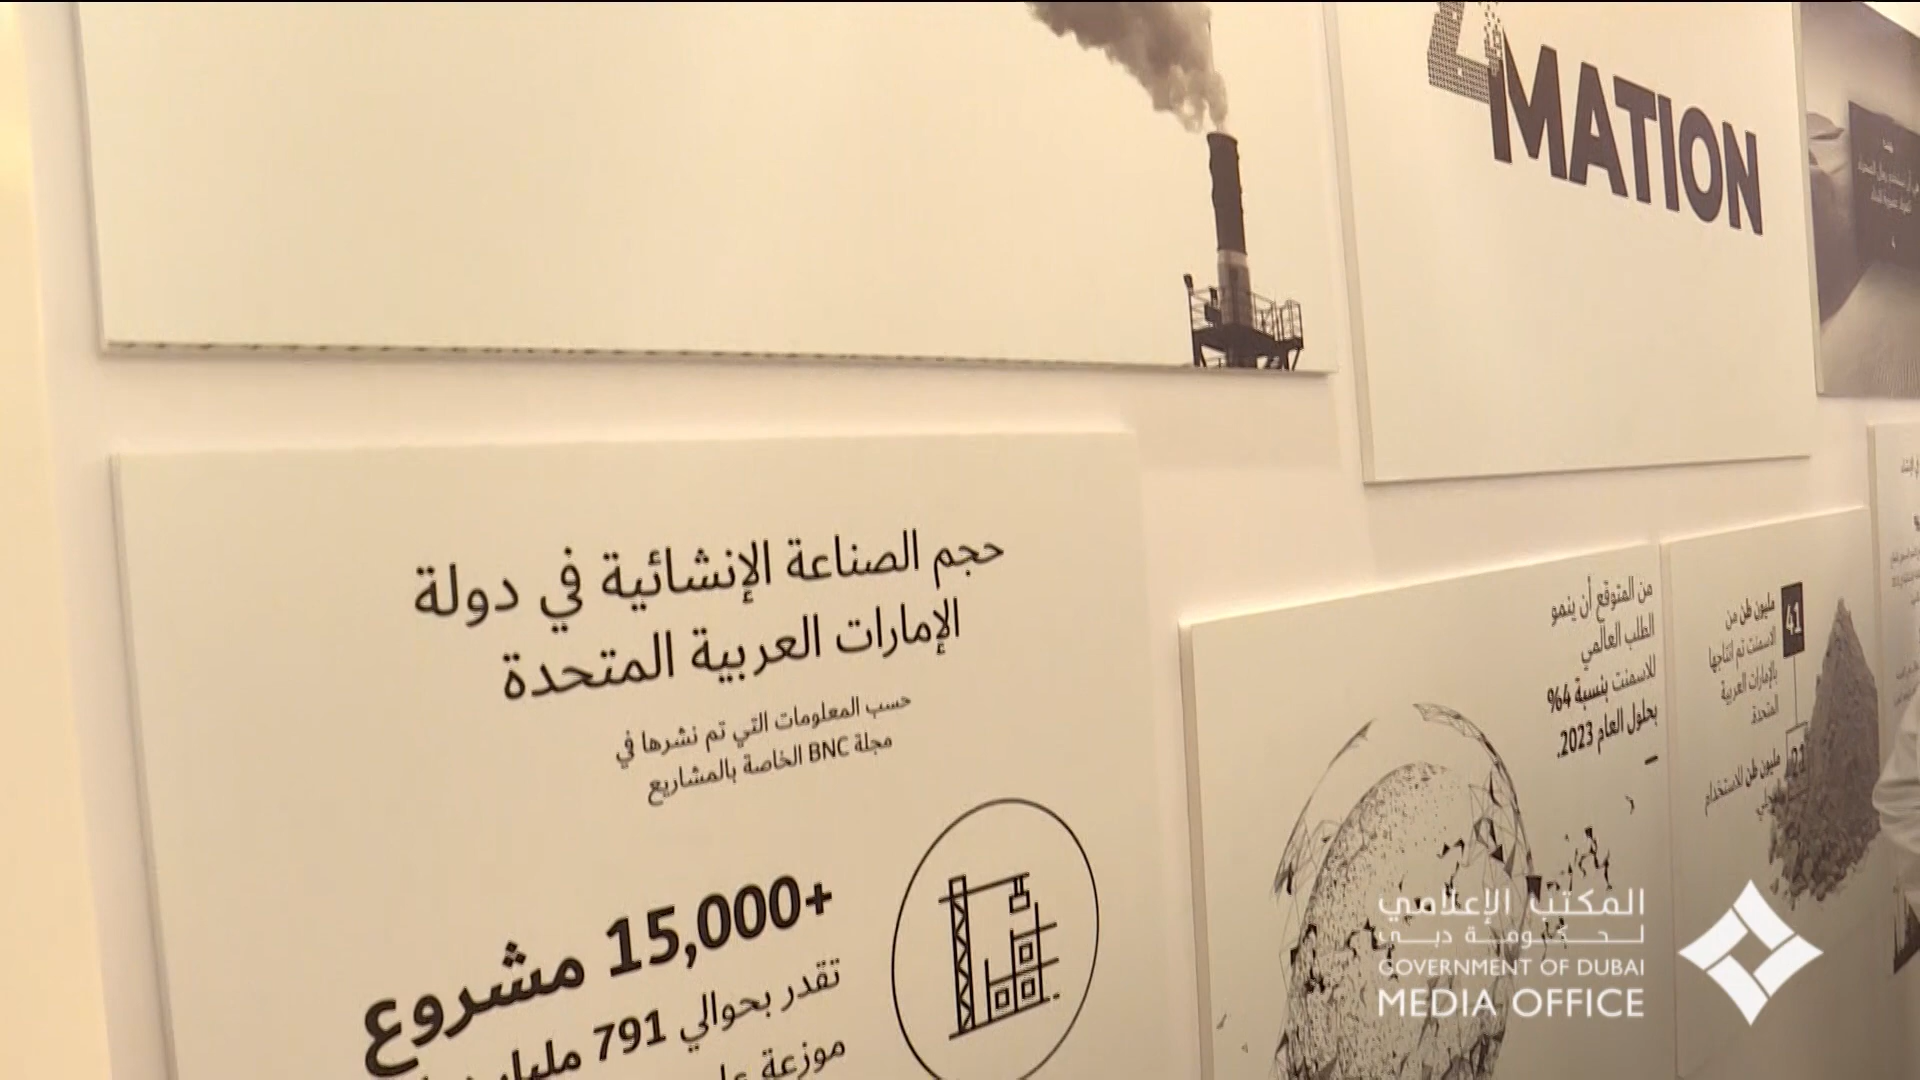 MATION
حجم الصناعة الإنشائية في دولة
الإمارات العربية المتحدة
حسب المعلومات التي تم نشرها في
مجلة BNC الخاصة بالمشاريع
+15,000 مشروع
تقدر بحوالي 791
موزعة
من المتوقع أن ينمو
الطلب العالمي
للاسمنت بنسبة 4%
بحلول العام 2023.
41
مليون طن من
الاسمنت تم انتاجها
بالإمارات العربية
المتحدة.
21
مليون طن للاستخدام
المكتب الإعلامي
لحكومة دبي
GOVERNMENT OF DUBAI
MEDIA OFFICE